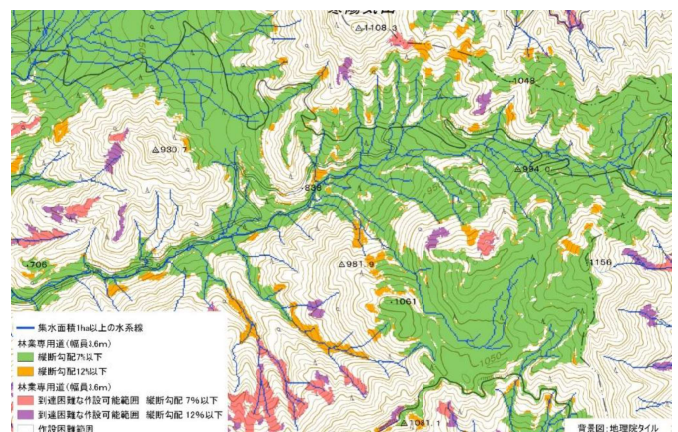 △1108.3
1048
△930.7
994.0
838
706
△981.9
1156
1061
1050
△1011.1
集水面積1ha以上の水系線
林業専用道(幅員3.6m)
縦断勾配7%以下
縦断勾配12%以下
林業専用道(幅員3.6m)
到達困難な作設可能範囲 縦断勾配 7%以下
到達困難な作設可能範囲 縦断勾配 12%以下
作設困難範囲
背景図:地理院タイル